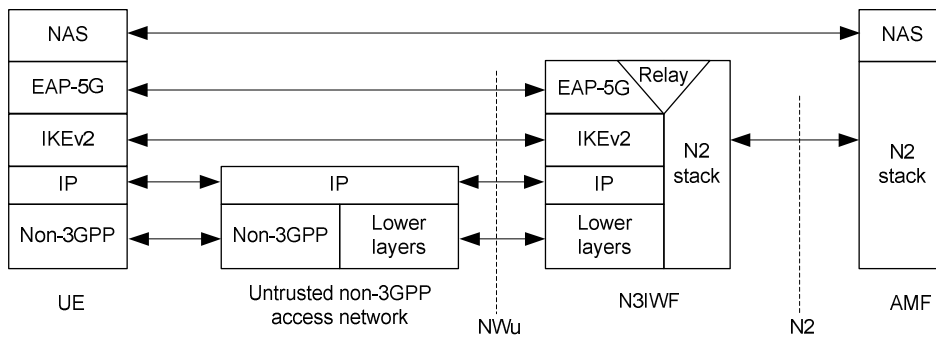 NAS
NAS
EAP-5G
EAP-5G
Relay
IKEv2
IKEv2
N2
stack
N2
stack
IP
IP
IP
Non-3GPP
Non-3GPP
Lower
layers
Lower
layers
UE
Untrusted non-3GPP
access network
N3IWF
AMF
NWu
N2